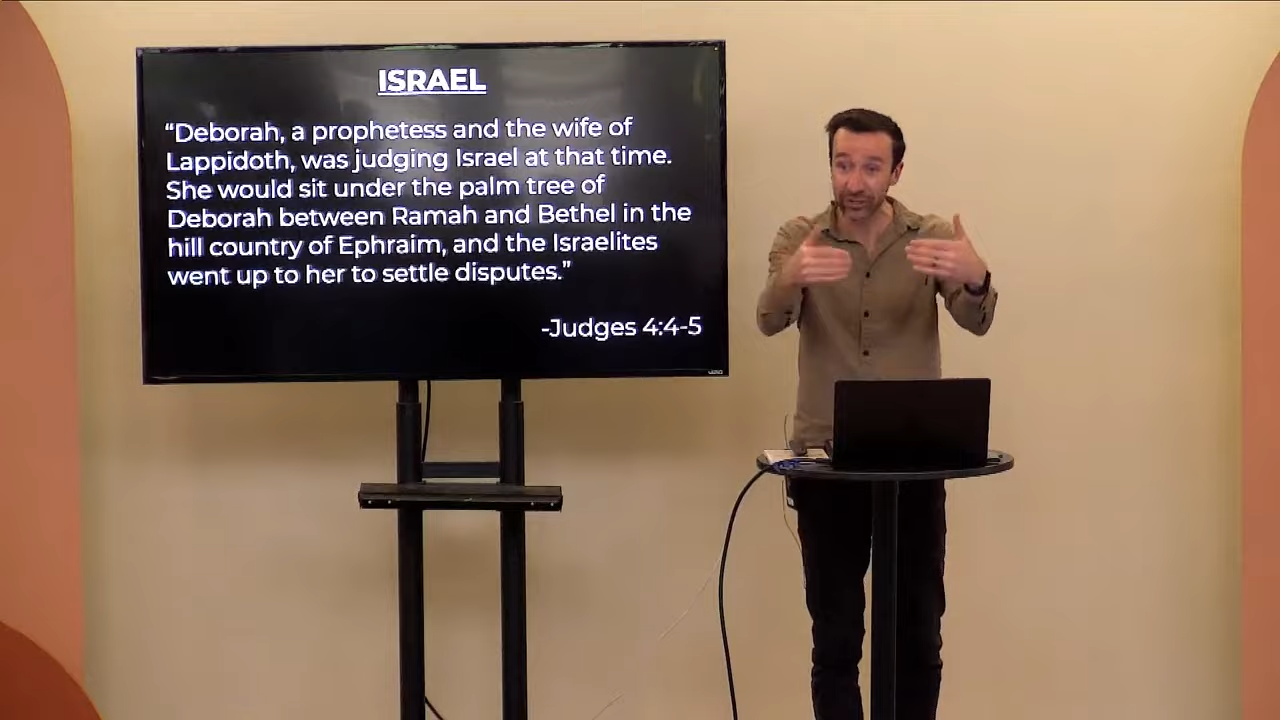 ISRAEL
“Deborah, a prophetess and the wife of
Lappidoth, was judging Israel at that time.
She would sit under the palm tree of
Deborah between Ramah and Bethel in the
hill country of Ephraim, and the Israelites
went up to her to settle disputes.”
-Judges 4:4-5
VIZIO